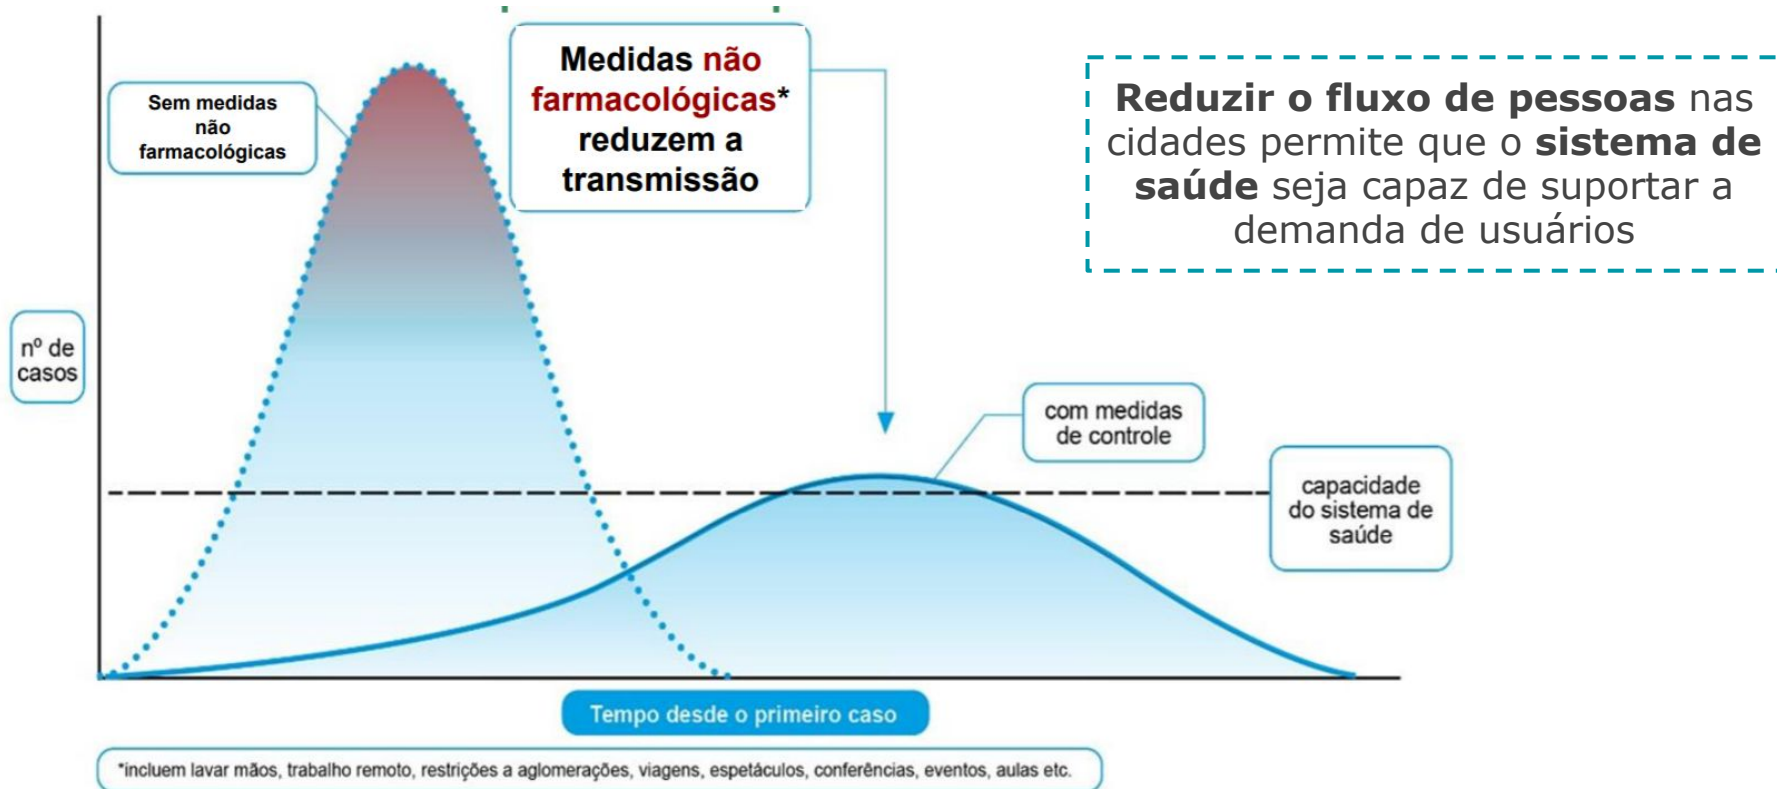 Sem medidas
não
farmacológicas
Medidas não
farmacológicas*
reduzem a
transmissão
Reduzir o fluxo de pessoas nas
cidades permite que o sistema de
saúde seja capaz de suportar a
demanda de usuários
nº de
casos
com medidas
de controle
capacidade
do sistema de
saúde
Tempo desde o primeiro caso
*incluem lavar mãos, trabalho remoto, restrições a aglomerações, viagens, espetáculos, conferências, eventos, aulas etc.